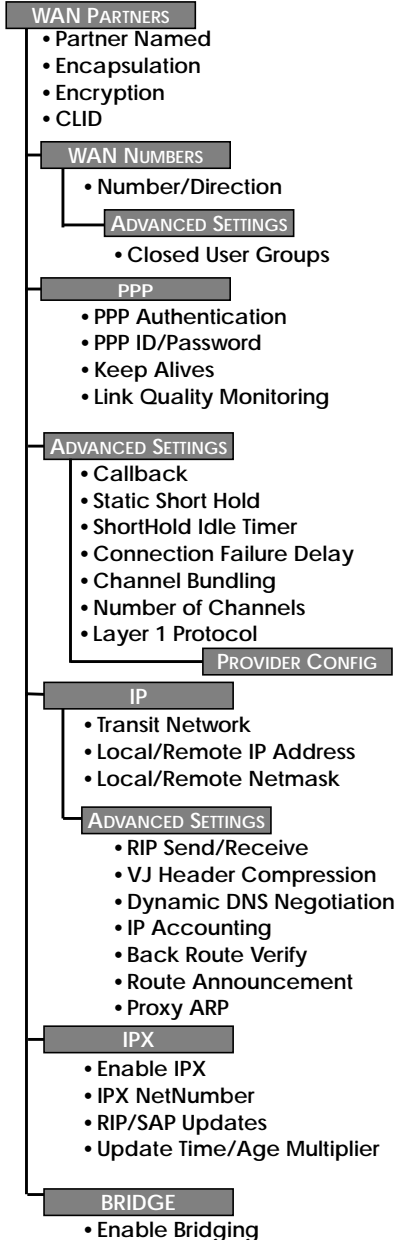 WAN PARTNERS
• Partner Named
• Encapsulation
• Encryption
• CLID
WAN NUMBERS
• Number/Direction
ADVANCED SETTINGS
• Closed User Groups
PPP
• PPP Authentication
• PPP ID/Password
• Keep Alives
• Link Quality Monitoring
ADVANCED SETTINGS
• Callback
• Static Short Hold
• ShortHold Idle Timer
• Connection Failure Delay
• Channel Bundling
• Number of Channels
• Layer 1 Protocol
PROVIDER CONFIG
IP
• Transit Network
• Local/Remote IP Address
• Local/Remote Netmask
ADVANCED SETTINGS
• RIP Send/Receive
• VJ Header Compression
• Dynamic DNS Negotiation
• IP Accounting
• Back Route Verify
• Route Announcement
• Proxy ARP
IPX
• Enable IPX
• IPX NetNumber
• RIP/SAP Updates
• Update Time/Age Multiplier
BRIDGE
• Enable Bridging